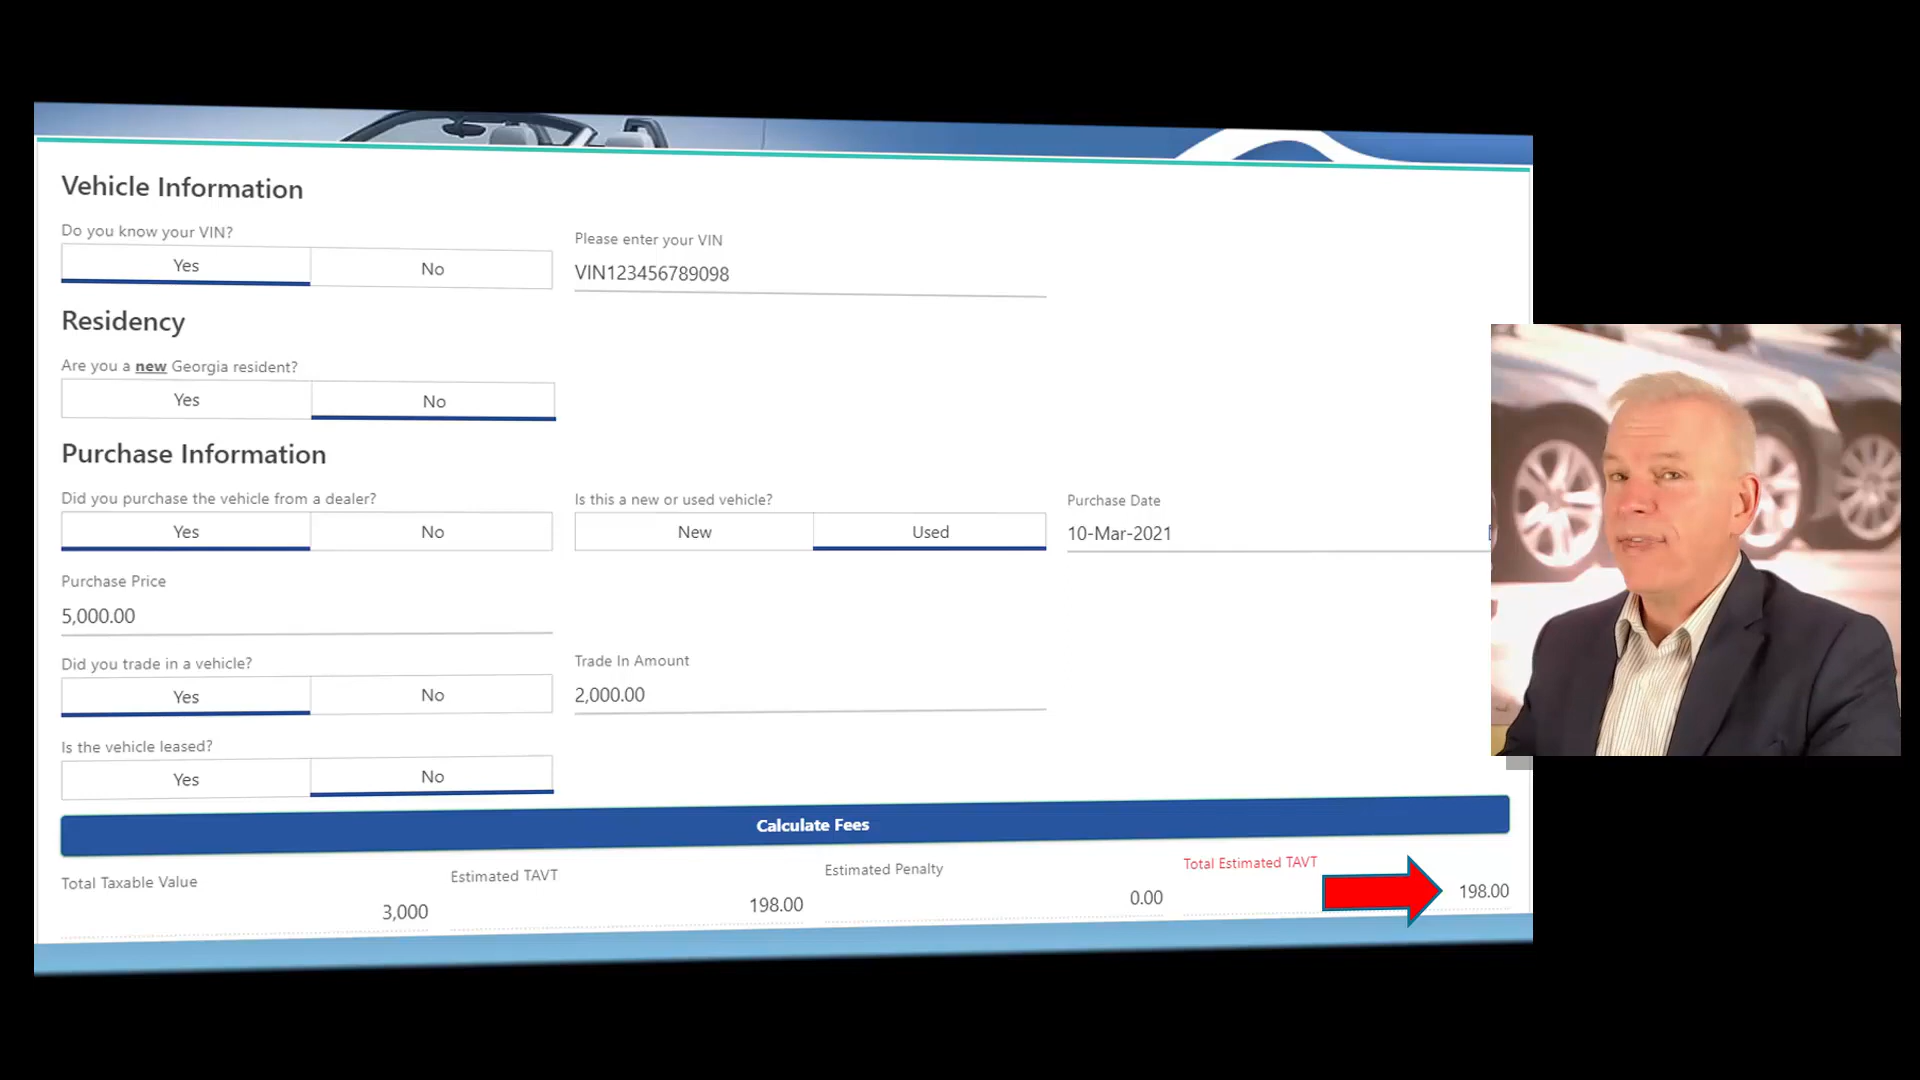 Vehicle Information
Do you know your VIN?
Yes No
Please enter your VIN
VIN123456789098
Residency
Are you a new Georgia resident?
Yes No
Purchase Information
Did you purchase the vehicle from a dealer?
Yes No
Is this a new or used vehicle?
New Used
Purchase Date
10-Mar-2021
Purchase Price
5,000.00
Did you trade in a vehicle?
Yes No
Trade In Amount
2,000.00
Is the vehicle leased?
Yes No
Calculate Fees
Total Taxable Value
3,000
Estimated TAVT
198.00
Estimated Penalty
0.00
Total Estimated TAVT
198.00